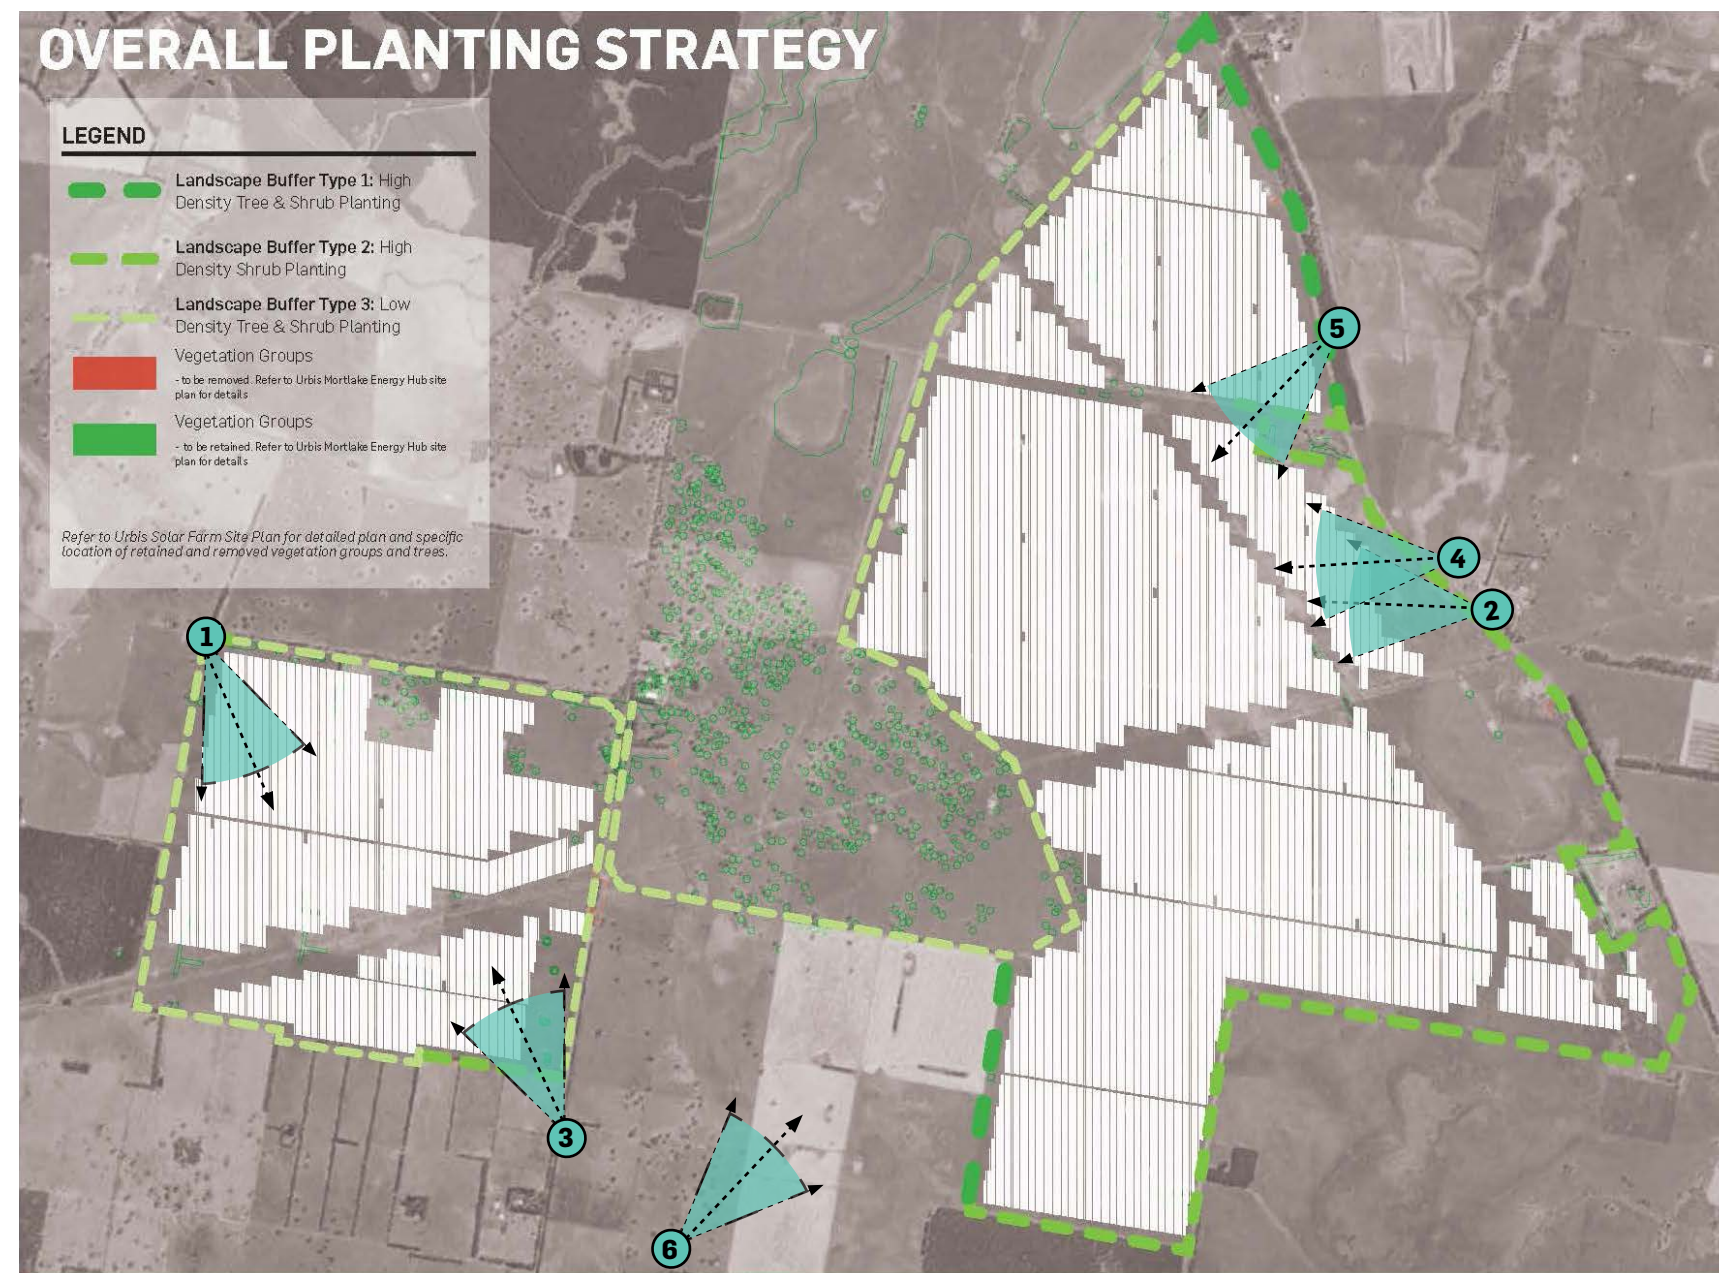 OVERALL PLANTING STRATEGY
LEGEND
Landscape Buffer Type 1: High
Density Tree & Shrub Planting
Landscape Buffer Type 2: High
Density Shrub Planting
Landscape Buffer Type 3: Low
Density Tree & Shrub Planting
Vegetation Groups
- to be removed. Refer to Urbis Mortlake Energy Hub site
plan for details
Vegetation Groups
- to be retained. Refer to Urbis Mortlake Energy Hub site
plan for details
Refer to Urbis Solar Farm Site Plan for detailed plan and specific
location of retained and removed vegetation groups and trees.
5
4
2
1
3
6